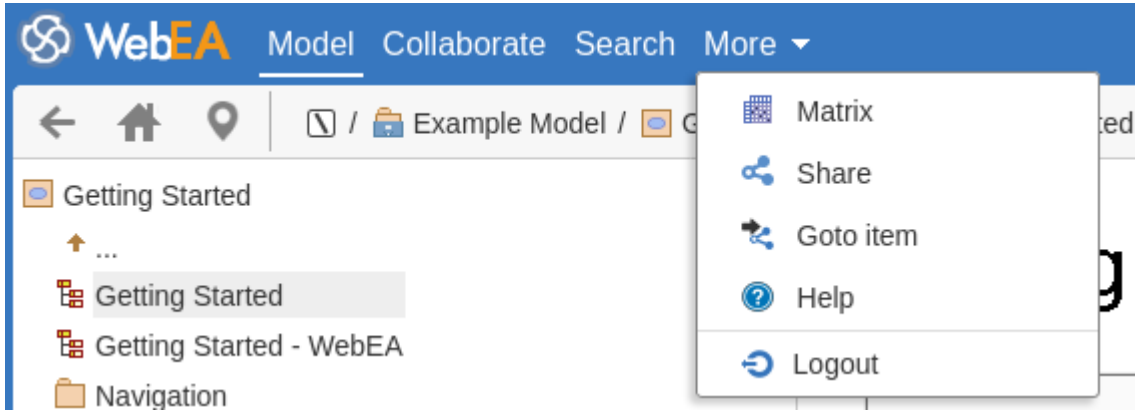 WebEA Model Collaborate Search More
/ Example Model / G ted
Matrix
Share
Goto item
Help
Logout
Getting Started
...
Getting Started
Getting Started - WebEA
Navigation
g